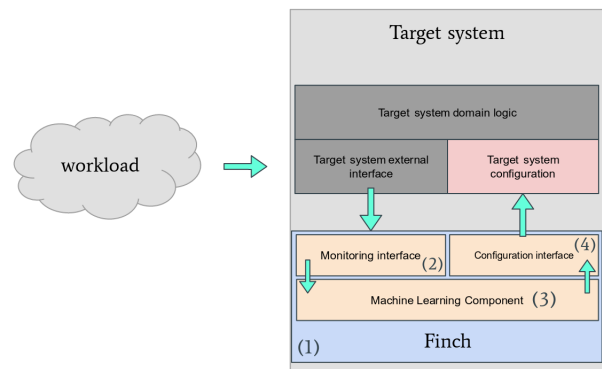 Target system
workload
Target system domain logic
Target system external
interface
Target system
configuration
Monitoring interface (2)
Configuration interface (4)
Machine Learning Component (3)
(1)
Finch